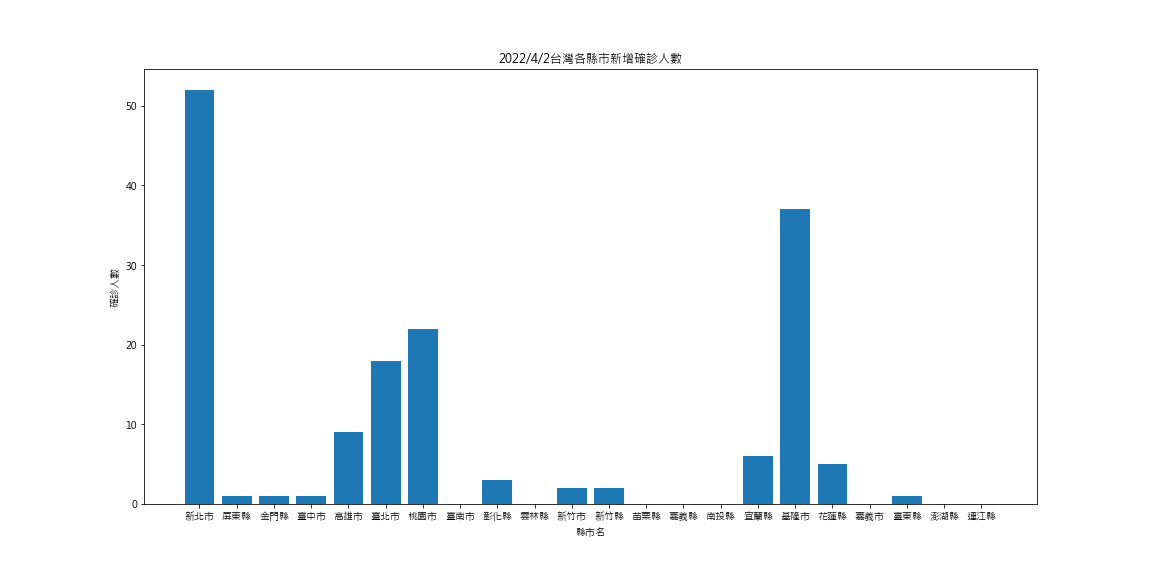 2022/4/2台灣各縣市新增確診人數
確診人數
50
40
30
20
10
0
新北市 屏東縣 金門縣 臺中市 高雄市 臺北市 桃園市 臺南市 彰化縣 雲林縣 新竹市 新竹縣 苗栗縣 嘉義縣 南投縣 宜蘭縣 基隆市 花蓮縣 嘉義市 臺東縣 澎湖縣 連江縣
縣市名